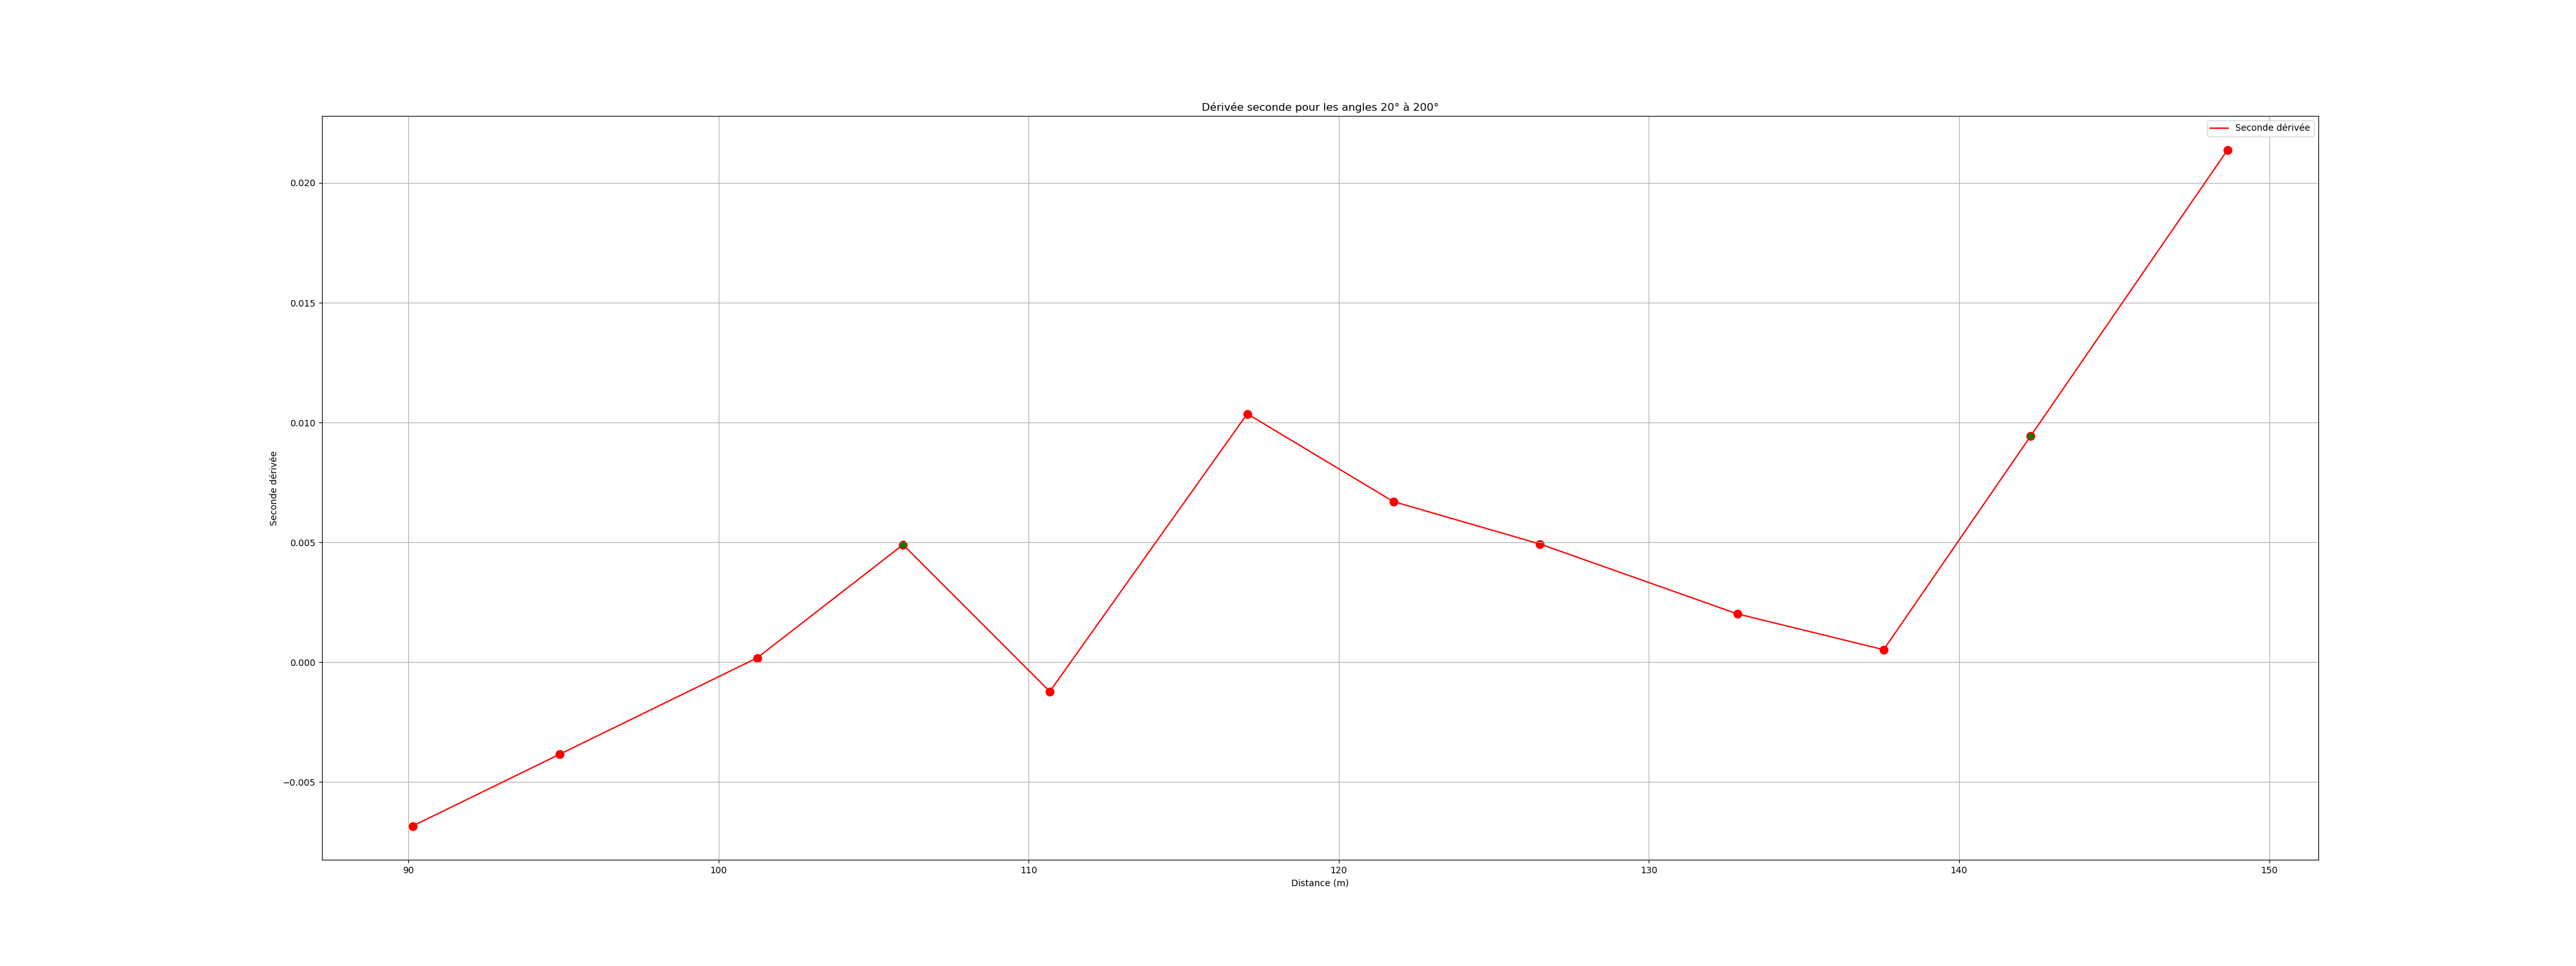 Dérivée seconde pour les angles 20° à 200°
Seconde dérivée
0.020
0.015
0.010
0.005
0.000
−0.005
Seconde dérivée
90 100 110 120 130 140 150
Distance (m)